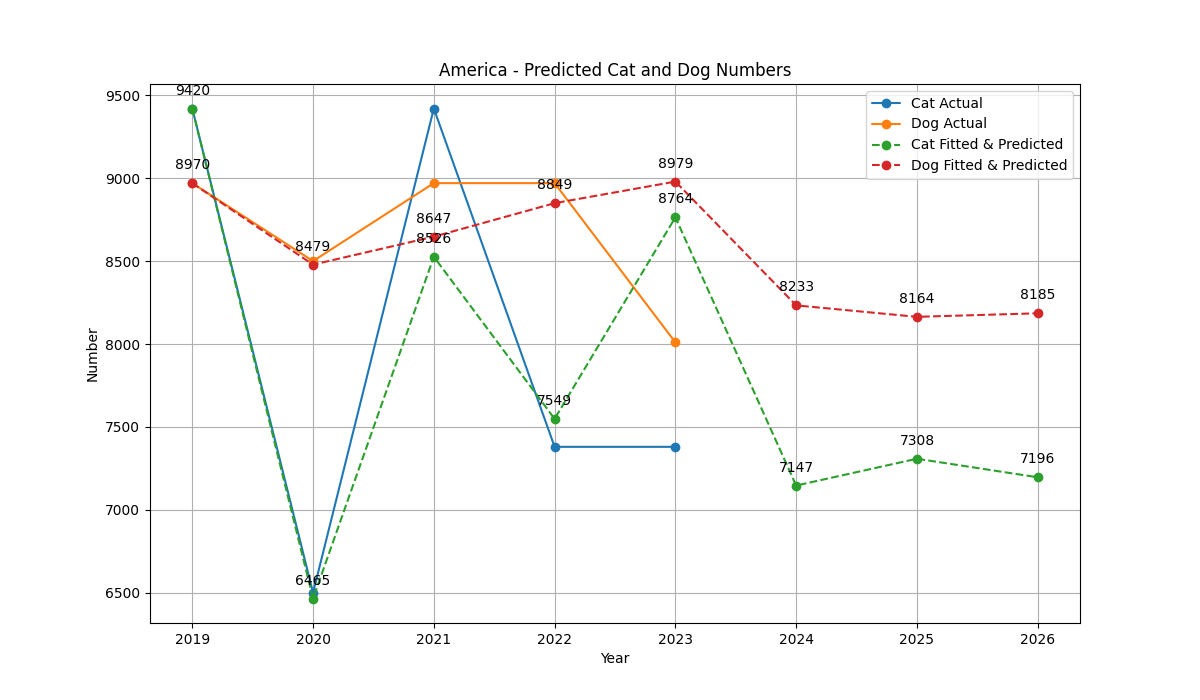 America - Predicted Cat and Dog Numbers
Number
9500
9000
8500
8000
7500
7000
6500
Cat Actual
Dog Actual
Cat Fitted & Predicted
Dog Fitted & Predicted
9420
8970
8479
6465
8647
8526
8849
7549
8979
8764
8233
7147
8164
7308
8185
7196
2019 2020 2021 2022 2023 2024 2025 2026
Year